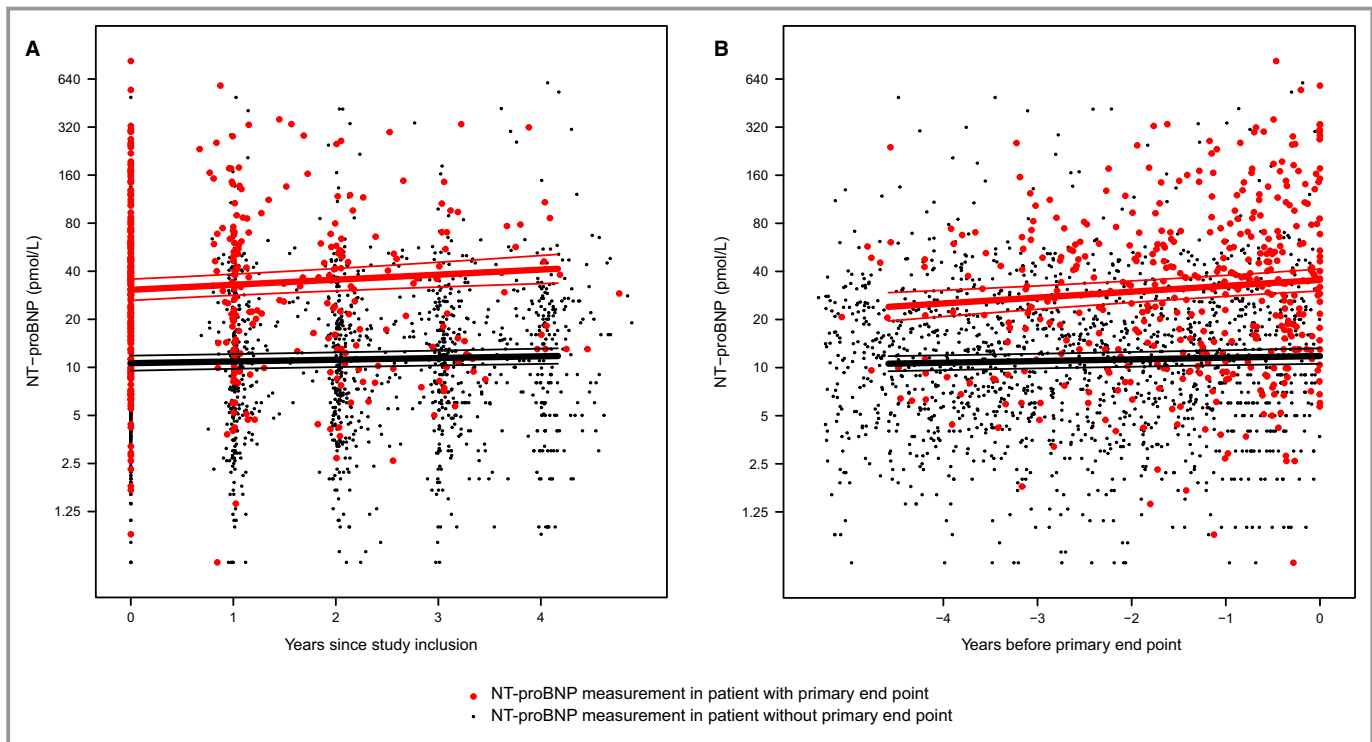 A
NT−proBNP (pmol/L)
640
320
160
80
40
20
10
5
2.5
1.25
0 1 2 3 4
Years since study inclusion
B
NT−proBNP (pmol/L)
640
320
160
80
40
20
10
5
2.5
1.25
−4 −3 −2 −1 0
Years before primary end point
NT-proBNP measurement in patient with primary end point
NT-proBNP measurement in patient without primary end point